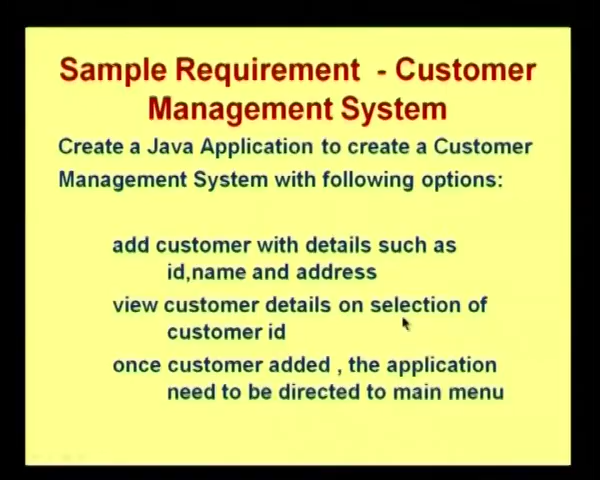 Sample Requirement - Customer
Management System
Create a Java Application to create a Customer
Management System with following options:
add customer with details such as
id,name and address
view customer details on selection of
customer id
once customer added , the application
need to be directed to main menu